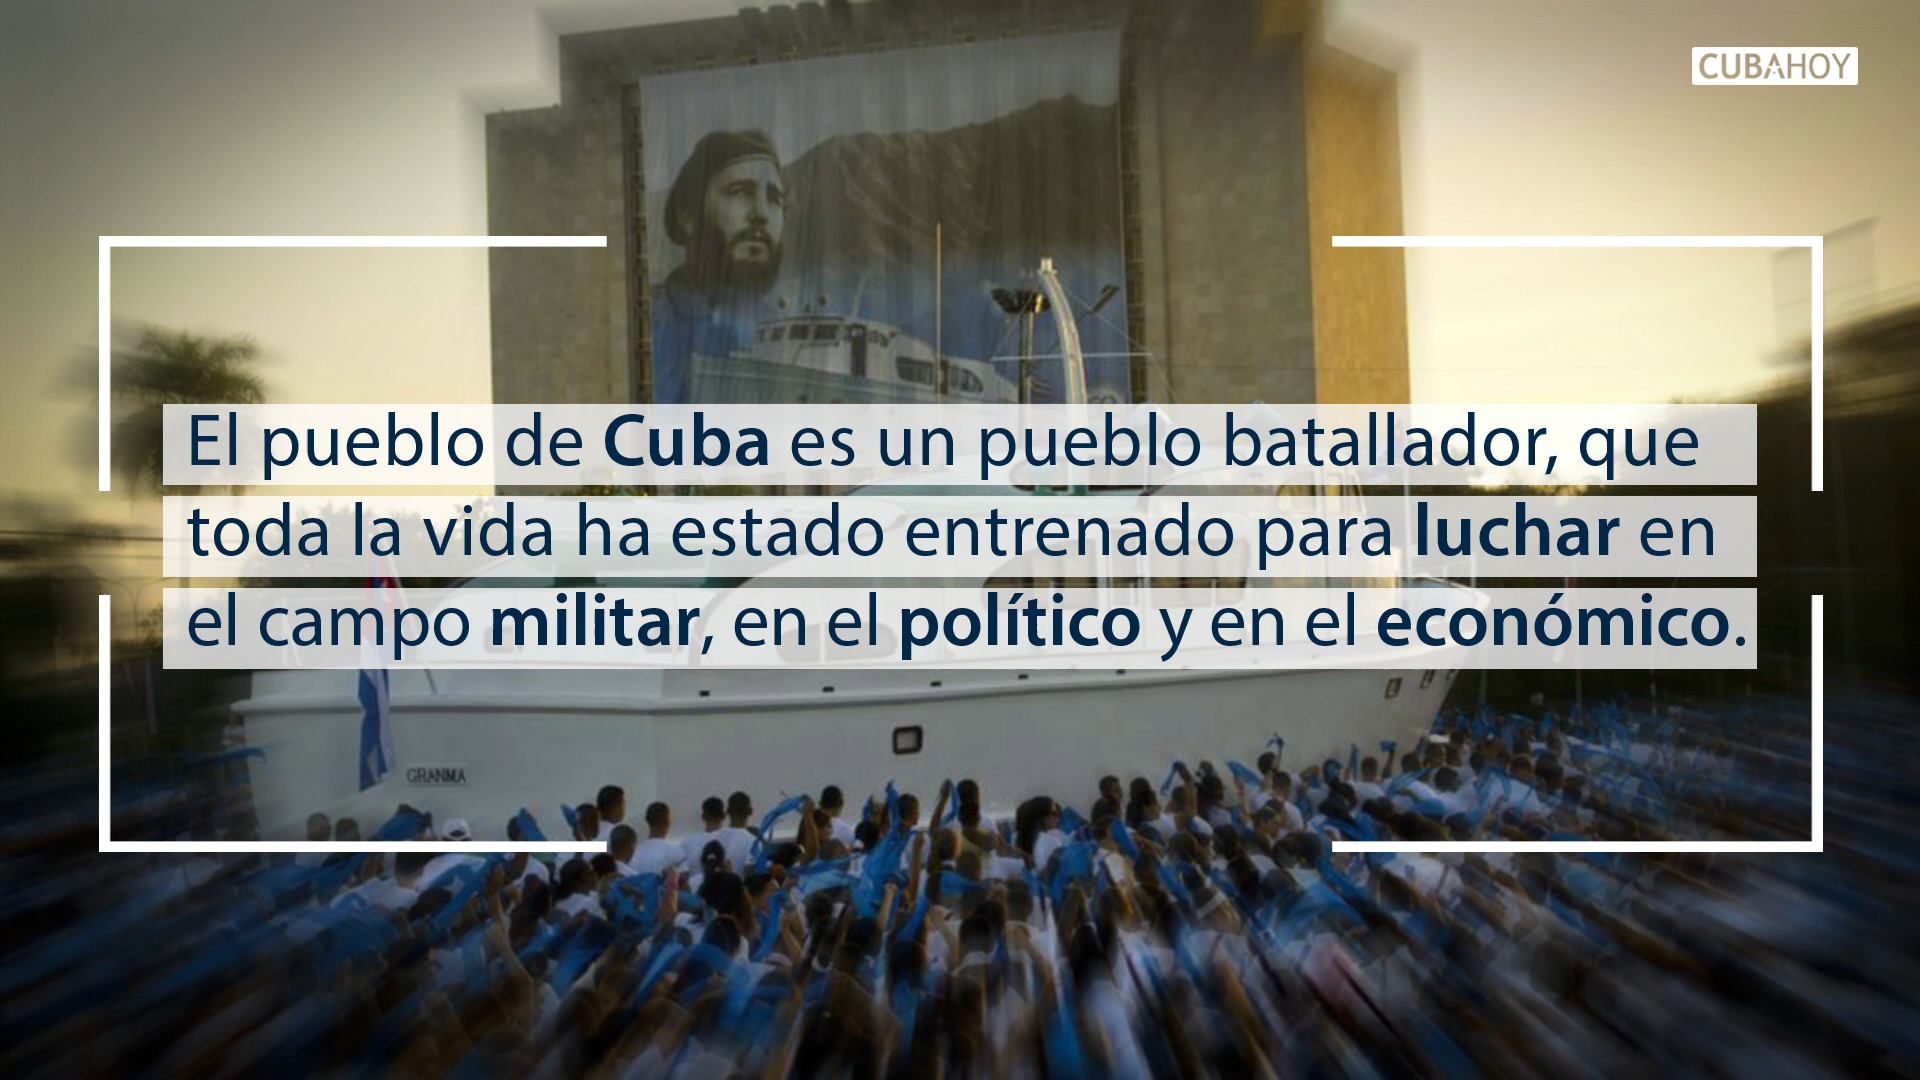 CUBAHOY
El pueblo de Cuba es un pueblo batallador, que
toda la vida ha estado entrenado para luchar en
el campo militar, en el político y en el económico.
GRANMA